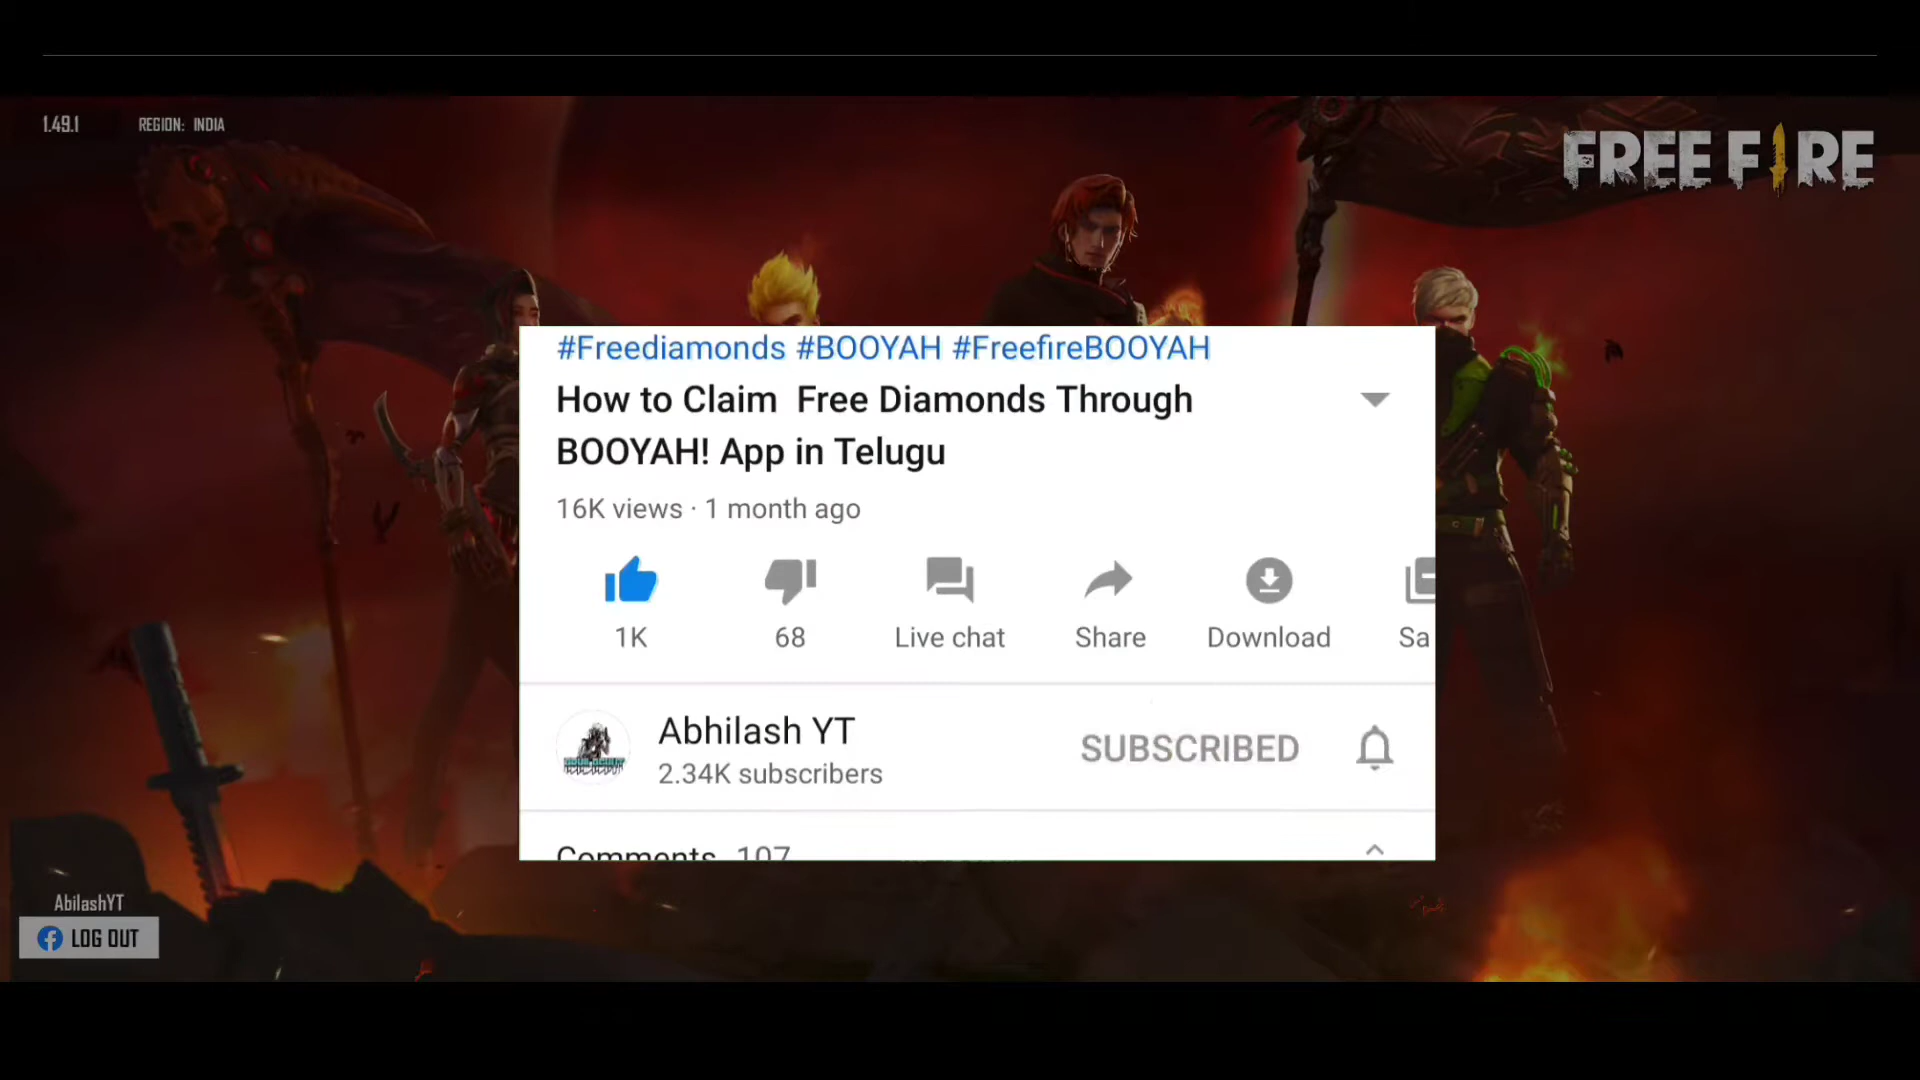 1.49.1 REGION: INDIA
FREE FIRE
#Freediamonds #BOOYAH #FreefireBOOYAH
How to Claim Free Diamonds Through
BOOYAH! App in Telugu
16K views · 1 month ago
1K 68 Live chat Share Download Sa
Abhilash YT
2.34K subscribers
SUBSCRIBED
Comments 107
AbilashYT
LOG OUT